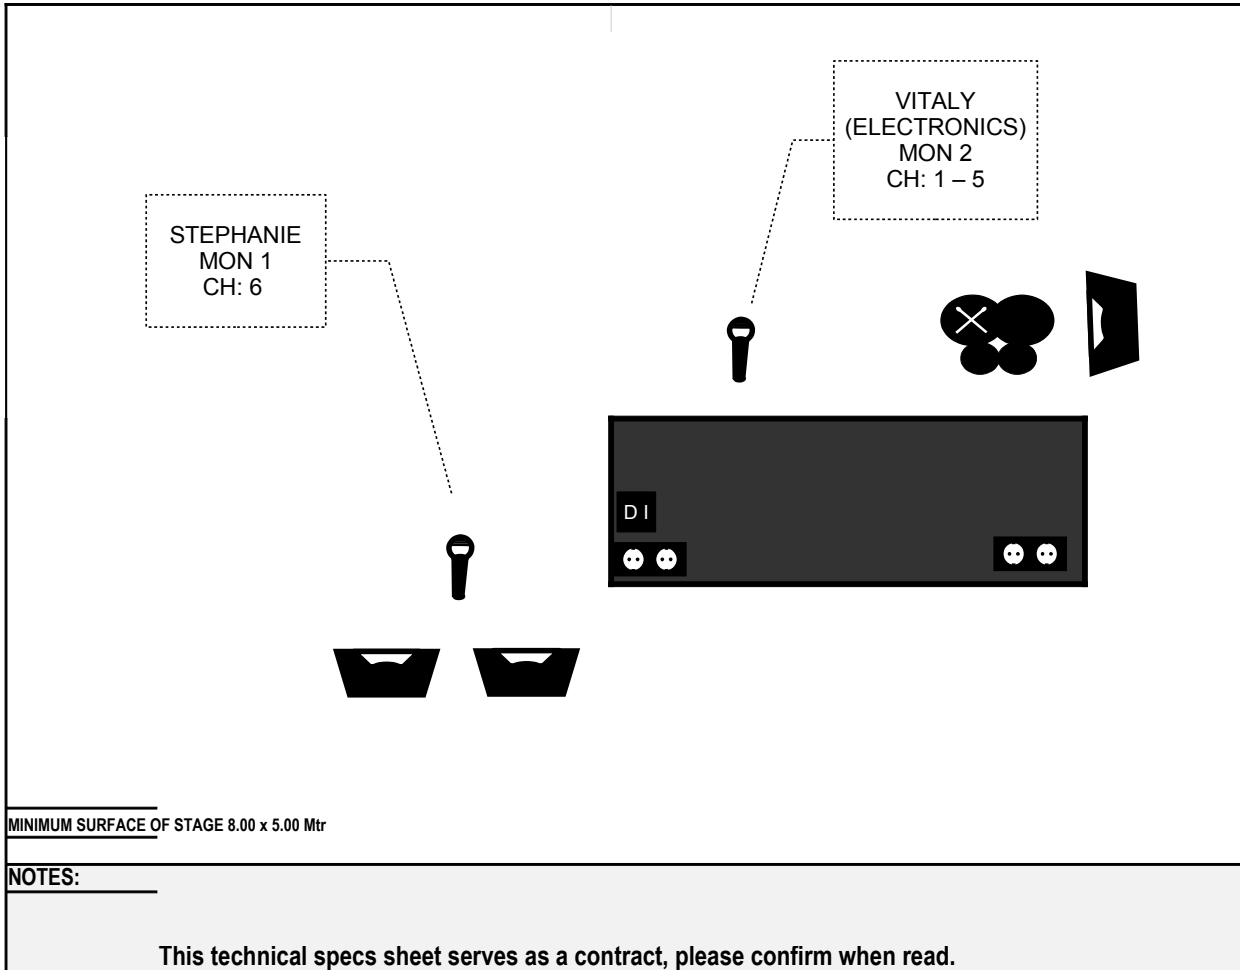 VITALY
(ELECTRONICS)
MON 2
CH: 1 – 5
STEPHANIE
MON 1
CH: 6
D I
MINIMUM SURFACE OF STAGE 8.00 x 5.00 Mtr
NOTES:
This technical specs sheet serves as a contract, please confirm when read.